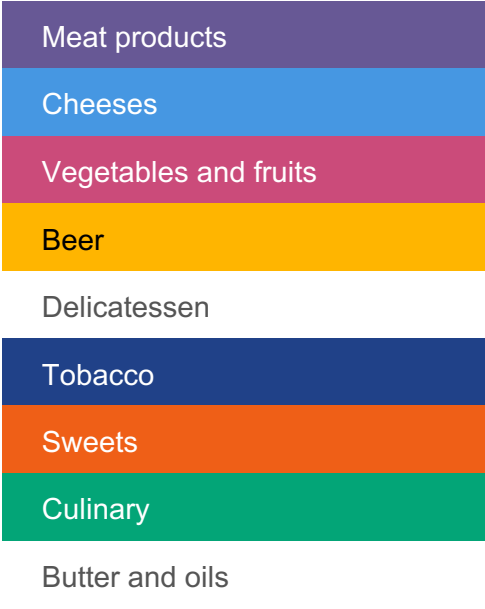 Meat products
Cheeses
Vegetables and fruits
Beer
Delicatessen
Tobacco
Sweets
Culinary
Butter and oils